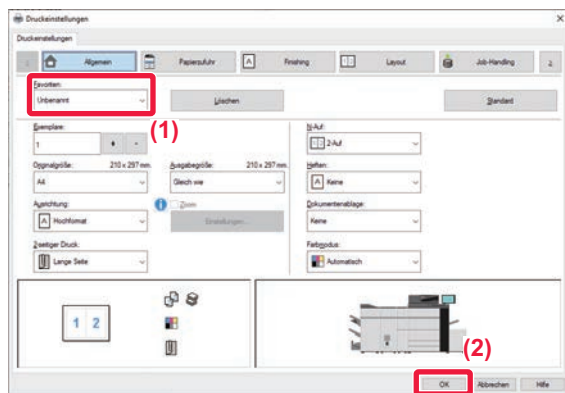 Druckeinstellungen
Druckeinstellungen
Allgemein Papierzufuhr Finishing Layout Job-Handling
Favoriten:
Unbenannt Löschen Standard
(1)
Exemplare: N-Auf:
1 + - 2-Auf
Originalgröße: 210 x 297 mm. Ausgabegröße: 210 x 297 mm. Heften:
A4 Gleich wie Keine
Ausrichtung: Zoom Dokumentenablage:
Hochformat Einstellungen... Keine
2-seitiger Druck: Farbmodus:
Lange Seite Automatisch
1 2
(2)
OK Abbrechen Hilfe